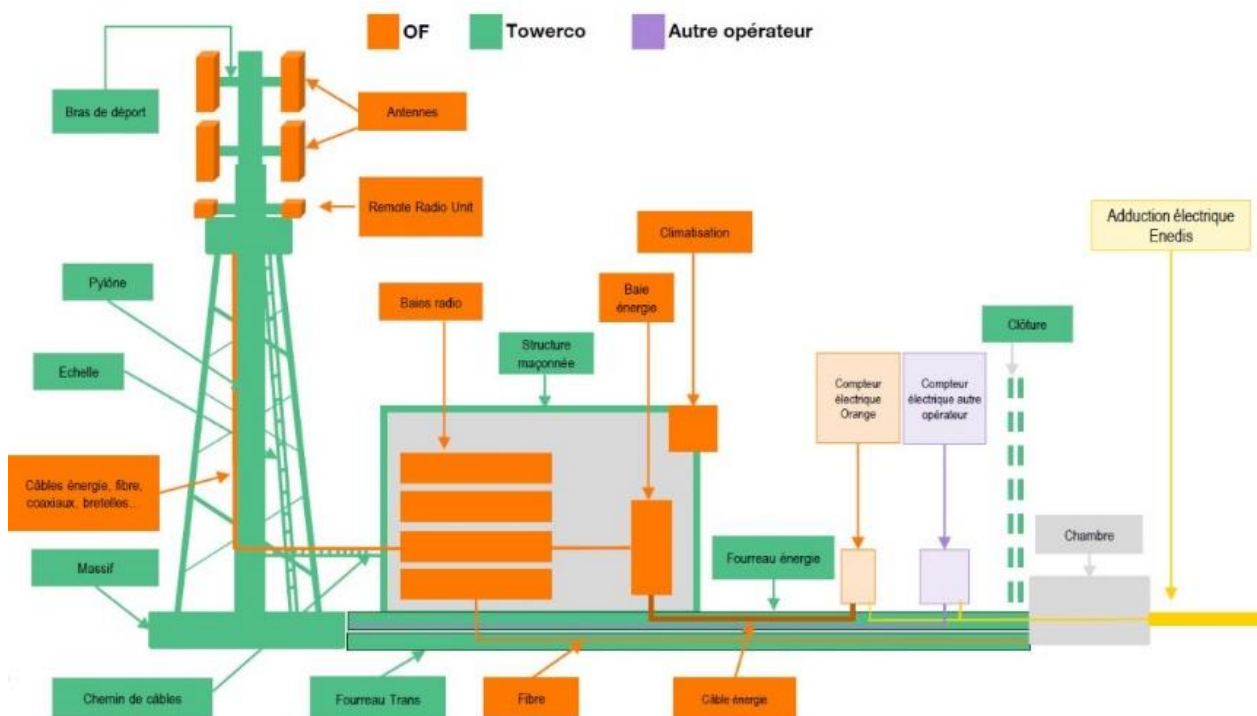 OF
Towerco
Autre opérateur
Bras de déport
Antennes
Remote Radio Unit
Climatisation
Adduction électrique
Enedis
Pylône
Baies radio
Baie
énergie
Clôture
Structure
maçonnée
Echelle
Compteur
électrique
Orange
Compteur
électrique autre
opérateur
Câbles énergie, fibre,
coaxiaux, bretelles...
Chambre
Massif
Fourreau énergie
Chemin de câbles
Fourreau Trans
Fibre
Câble énergie